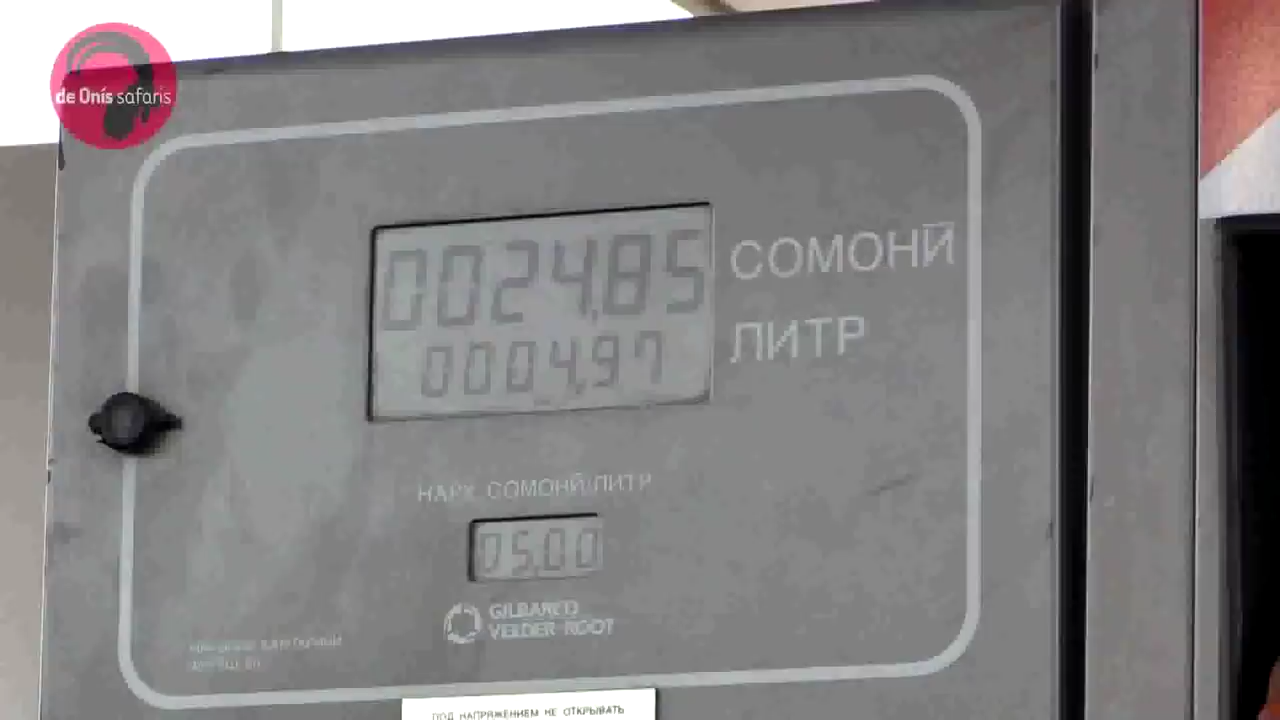 de Onís safaris
0024.85 СОМОНӢ
0004.97 ЛИТР
НАРХ СОМОНӢ/ЛИТР
05.00
GILBARCO
VEEDER-ROOT
ПОД НАПРЯЖЕНИЕМ НЕ ОТКРЫВАТЬ